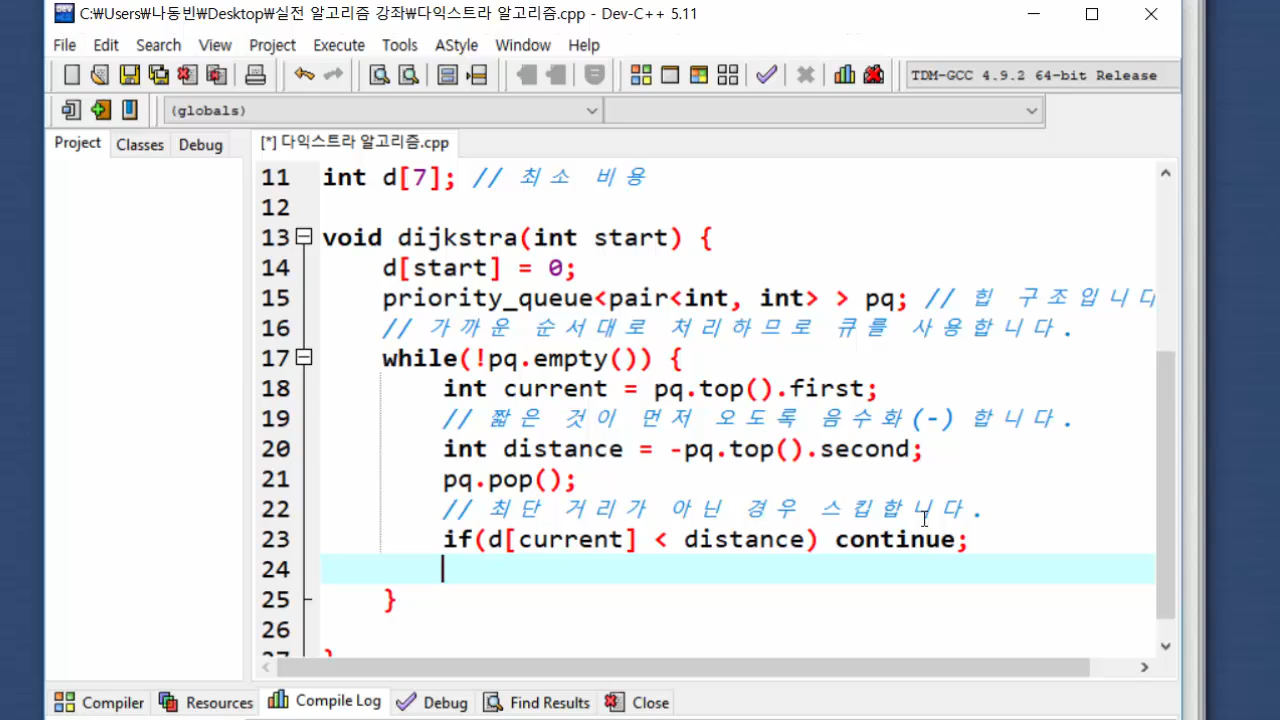 C:\Users\나동빈\Desktop\실전 알고리즘 강좌\다익스트라 알고리즘.cpp - Dev-C++ 5.11
File Edit Search View Project Execute Tools AStyle Window Help
TDM-GCC 4.9.2 64-bit Release
(globals)
Project Classes Debug
[*] 다익스트라 알고리즘.cpp
11 int d[7]; // 최소 비용
12
13 void dijkstra(int start) {
14 d[start] = 0;
15 priority_queue<pair<int, int> > pq; // 힙 구조입니다
16 // 가까운 순서대로 처리하므로 큐를 사용합니다.
17 while(!pq.empty()) {
18 int current = pq.top().first;
19 // 짧은 것이 먼저 오도록 음수화(-) 합니다.
20 int distance = -pq.top().second;
21 pq.pop();
22 // 최단 거리가 아닌 경우 스킵합니다.
23 if(d[current] < distance) continue;
24
25 }
26
27 }
Compiler Resources Compile Log Debug Find Results Close